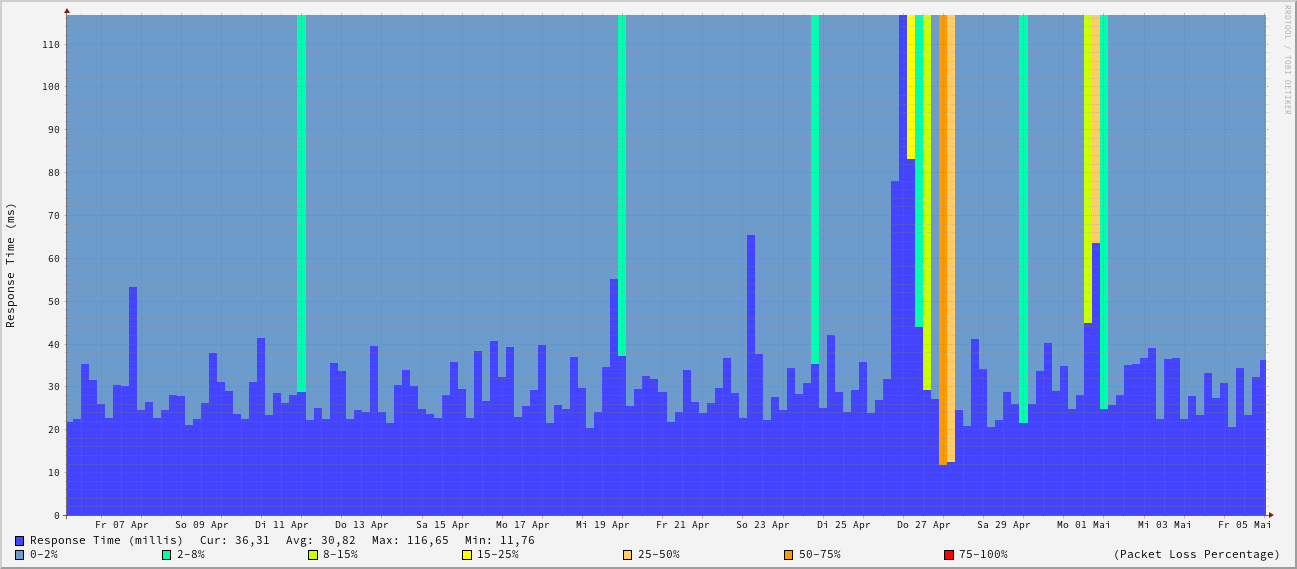 RRDTOOL / TOBI OETIKER
Response Time (ms)
110
100
90
80
70
60
50
40
30
20
10
0
Fr 07 Apr So 09 Apr Di 11 Apr Do 13 Apr Sa 15 Apr Mo 17 Apr Mi 19 Apr Fr 21 Apr So 23 Apr Di 25 Apr Do 27 Apr Sa 29 Apr Mo 01 Mai Mi 03 Mai Fr 05 Mai
Response Time (millis) Cur: 36,31 Avg: 30,82 Max: 116,65 Min: 11,76
0-2% 2-8% 8-15% 15-25% 25-50% 50-75% 75-100% (Packet Loss Percentage)